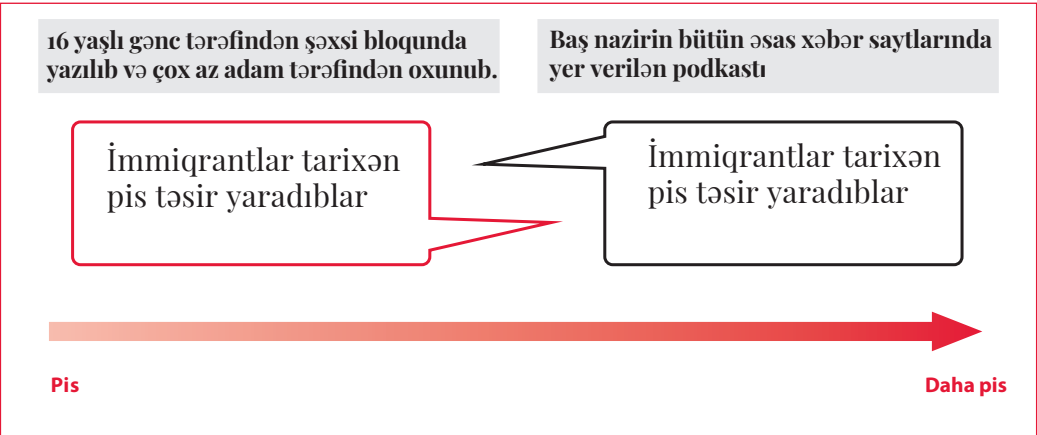 16 yaşlı gənc tərəfindən şəxsi bloqunda
yazılıb və çox az adam tərəfindən oxunub.
Baş nazirin bütün əsas xəbər saytlarında
yer verilən podkastı
İmmiqrantlar tarixən
pis təsir yaradıblar
İmmiqrantlar tarixən
pis təsir yaradıblar
Pis
Daha pis